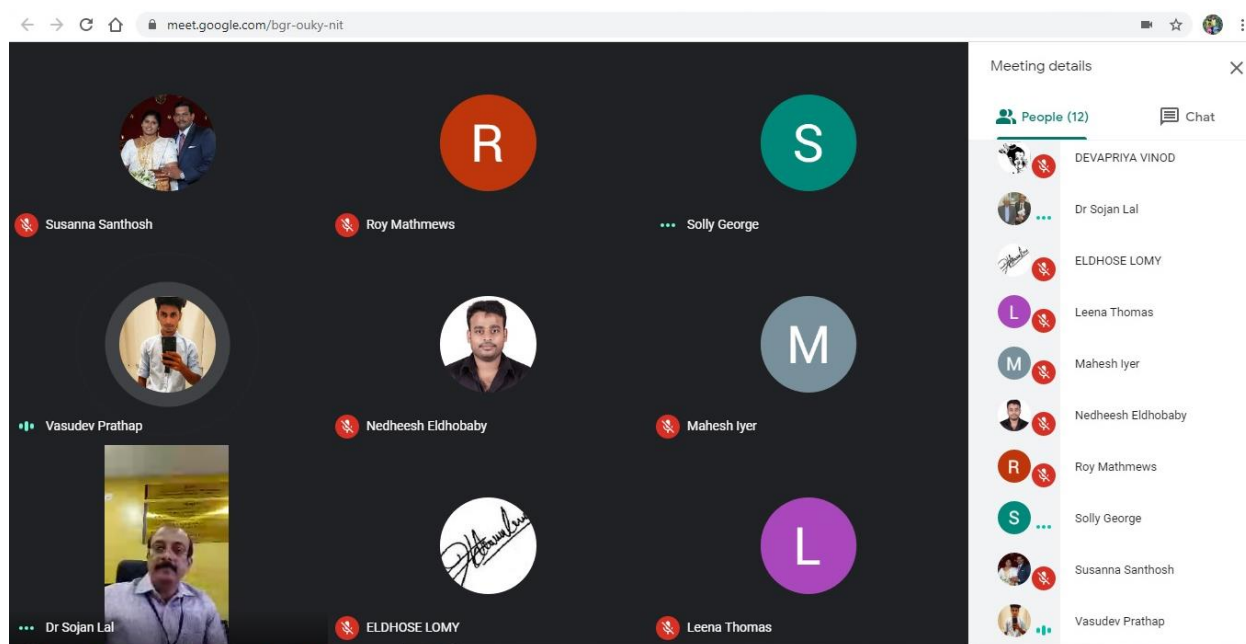 meet.google.com/bgr-ouky-nit
Susanna Santhosh
R
Roy Mathmews
S
Solly George
Vasudev Prathap
Nedheesh Eldhobaby
M
Mahesh Iyer
Dr Sojan Lal
ELDHOSE LOMY
L
Leena Thomas
Meeting details
People (12)
Chat
DEVAPRIYA VINOD
Dr Sojan Lal
ELDHOSE LOMY
L
Leena Thomas
M
Mahesh Iyer
Nedheesh Eldhobaby
R
Roy Mathmews
S
Solly George
Susanna Santhosh
Vasudev Prathap